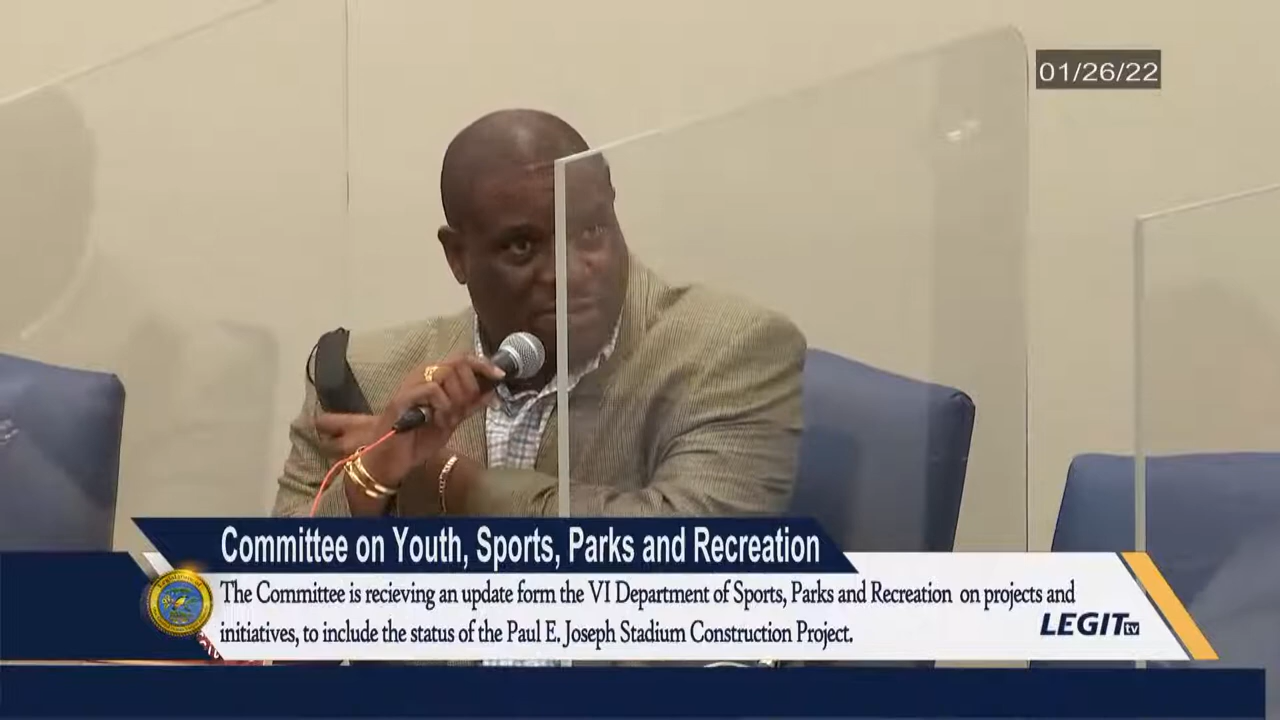 01/26/22
Committee on Youth, Sports, Parks and Recreation
The Committee is recieving an update form the VI Department of Sports, Parks and Recreation on projects and
initiatives, to include the status of the Paul E. Joseph Stadium Construction Project.
LEGIT tv